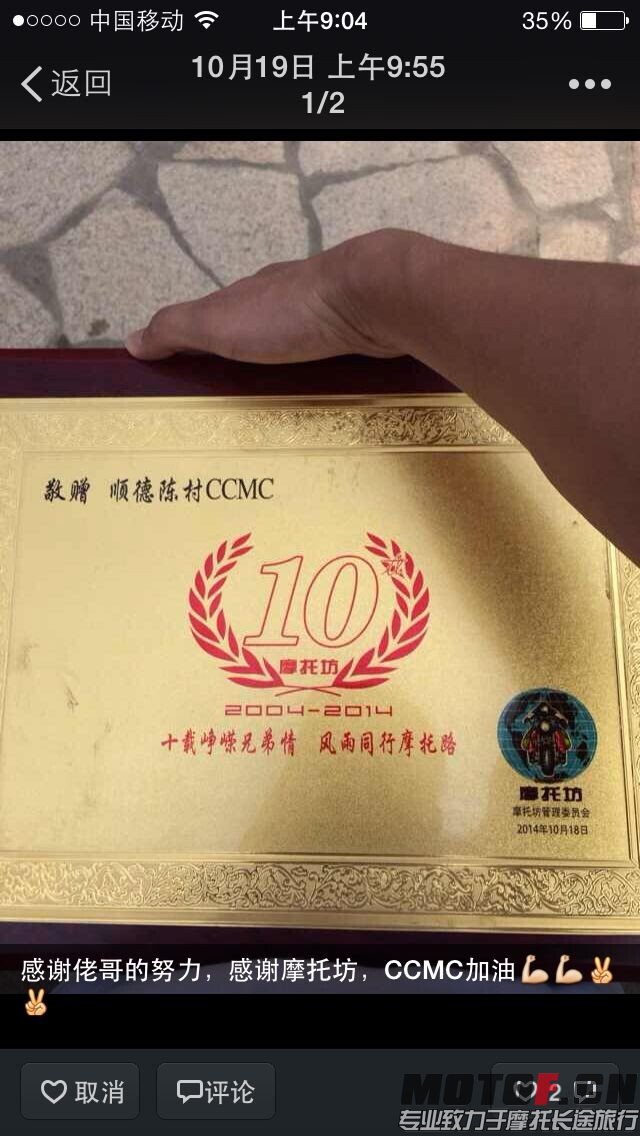 中国移动 上午9:04 35%
返回 10月19日 上午9:55
1/2
敬赠 顺德陈村CCMC
10
摩托坊
2004-2014
十载峥嵘兄弟情 风雨同行摩托路
摩托坊
摩托坊管理委员会
2014年10月18日
感谢佬哥的努力，感谢摩托坊，CCMC加油💪💪✌
✌
取消 评论 2
MOTOF.CN
专业致力于摩托长途旅行